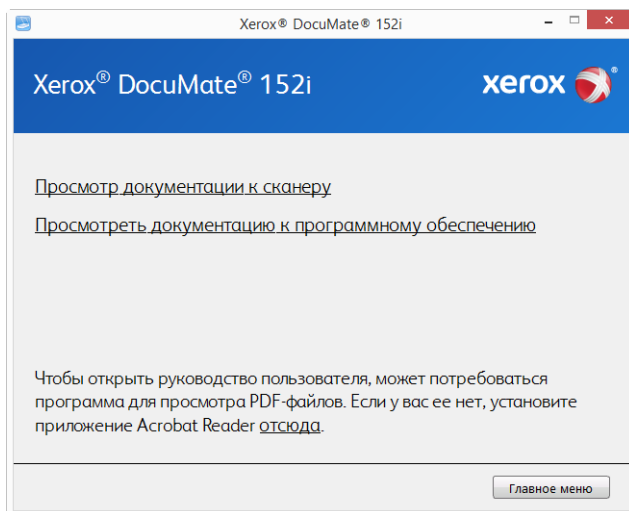 Xerox® DocuMate® 152i
Xerox® DocuMate® 152i
xerox ®
Просмотр документации к сканеру
Просмотреть документацию к программному обеспечению
Чтобы открыть руководство пользователя, может потребоваться
программа для просмотра PDF-файлов. Если у вас ее нет, установите
приложение Acrobat Reader отсюда.
Главное меню